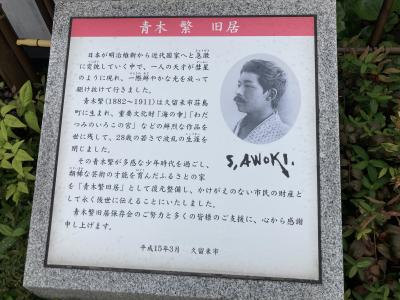 青木 繁 旧居
日本が明治維新から近代国家へと急激
に変貌していく中で、一人の天才が彗星
のように現れ、一際鮮やかな光を放って
駆け抜けて行きました。
青木繁(1882〜1911)は久留米市荘島
町に生まれ、重要文化財「海の幸」「わだ
つみのいろこの宮」などの鮮烈な作品を
世に残して、28歳の若さで波乱の生涯を
閉じました。
その青木繁が多感な少年時代を過ごし、
類稀な芸術の才能を育んだふるさとの家
を「青木繁旧居」として復元整備し、かけがえのない市民の財産と
して永く後世に伝えることにいたしました。
青木繁旧居保存会のご努力と多くの皆様のご支援に、心から感謝
申し上げます。
平成15年3月 久留米市
S, AWOKI.